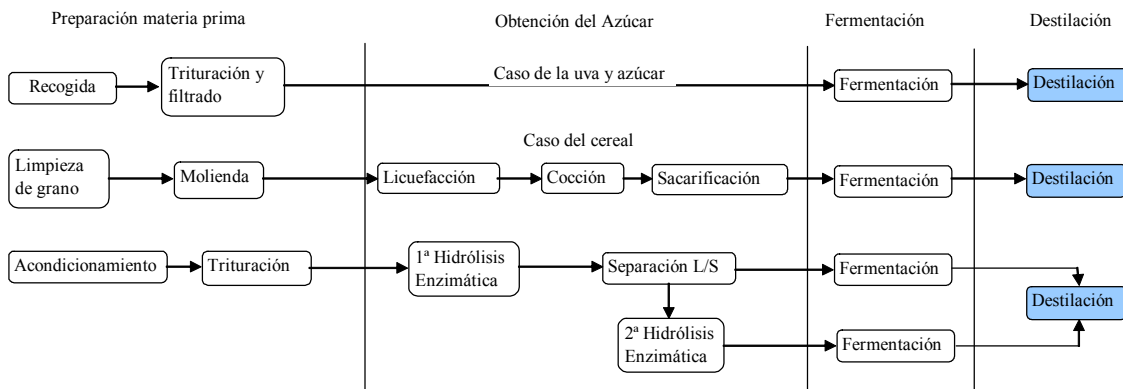 Preparación materia prima
Obtención del Azúcar
Fermentación
Destilación
Recogida
Trituración y
filtrado
Caso de la uva y azúcar
Fermentación
Destilación
Caso del cereal
Limpieza
de grano
Molienda
Licuefacción
Cocción
Sacarificación
Fermentación
Destilación
Acondicionamiento
Trituración
1ª Hidrólisis
Enzimática
Separación L/S
Fermentación
Destilación
2ª Hidrólisis
Enzimática
Fermentación